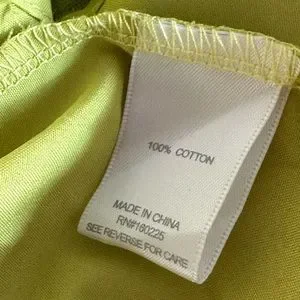 100% COTTON
MADE IN CHINA
RN#160225
SEE REVERSE FOR CARE